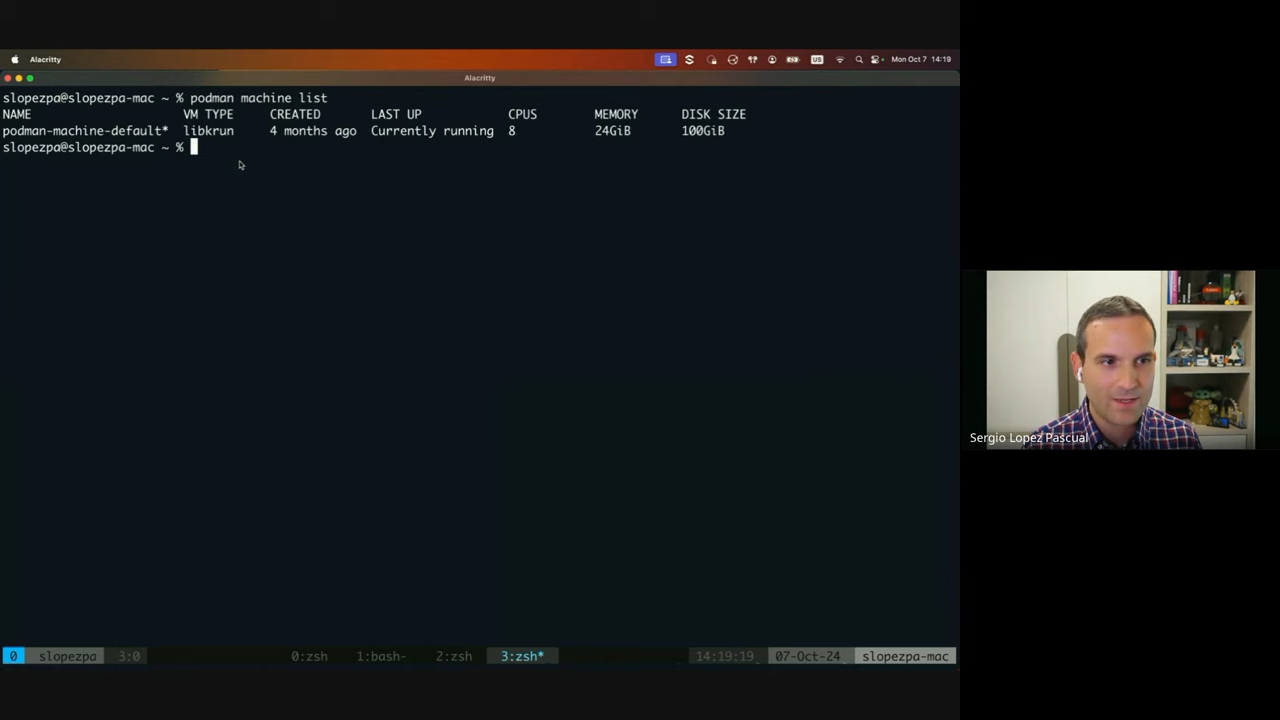 Alacritty
US
Mon Oct 7 14:19
Alacritty
slopezpa@slopezpa-mac ~ % podman machine list
NAME VM TYPE CREATED LAST UP CPUS MEMORY DISK SIZE
podman-machine-default* libkrun 4 months ago Currently running 8 24GiB 100GiB
slopezpa@slopezpa-mac ~ %
0 slopezpa 3:0 0:zsh 1:bash- 2:zsh 3:zsh* 14:19:19 07-Oct-24 slopezpa-mac
Sergio Lopez Pascual